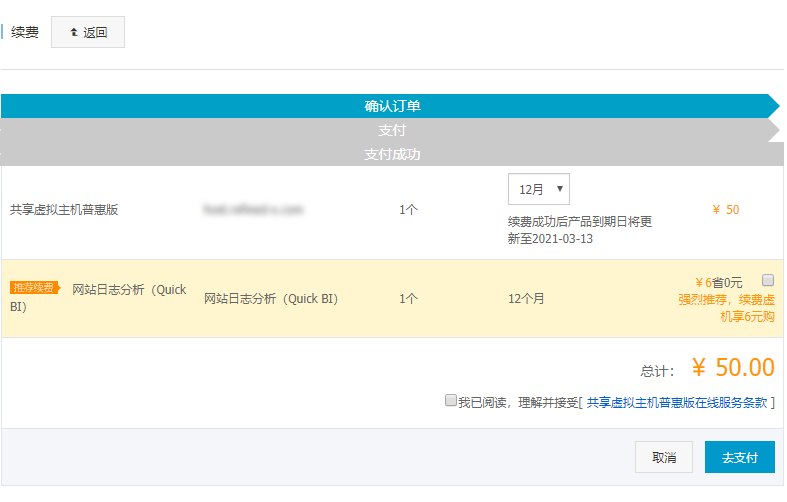 续费
返回
确认订单
支付
支付成功
共享虚拟主机普惠版
1个
12月
续费成功后产品到期日将更
新至2021-03-13
￥ 50
推荐续费 网站日志分析（Quick
BI）
网站日志分析（Quick BI）
1个
12个月
￥6省0元
强烈推荐，续费虚
机享6元购
总计： ￥ 50.00
我已阅读，理解并接受[ 共享虚拟主机普惠版在线服务条款 ]
取消
去支付